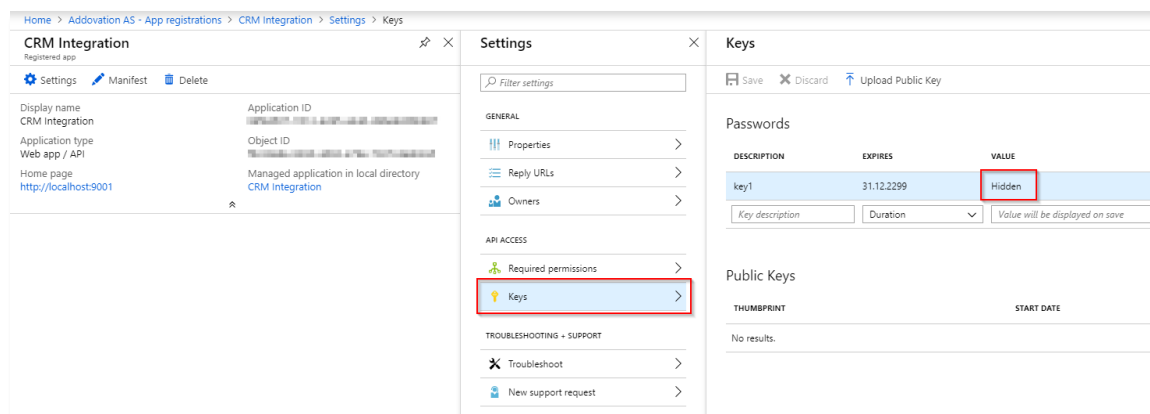 Home > Addovation AS - App registrations > CRM Integration > Settings > Keys
CRM Integration
Registered app
Settings Manifest Delete
Display name
CRM Integration
Application ID
Application type
Web app / API
Object ID
Home page
http://localhost:9001
Managed application in local directory
CRM Integration
Settings
Filter settings
GENERAL
Properties
Reply URLs
Owners
API ACCESS
Required permissions
Keys
TROUBLESHOOTING + SUPPORT
Troubleshoot
New support request
Keys
Save Discard Upload Public Key
Passwords
DESCRIPTION EXPIRES VALUE
key1 31.12.2299 Hidden
Key description Duration Value will be displayed on save
Public Keys
THUMBPRINT START DATE
No results.